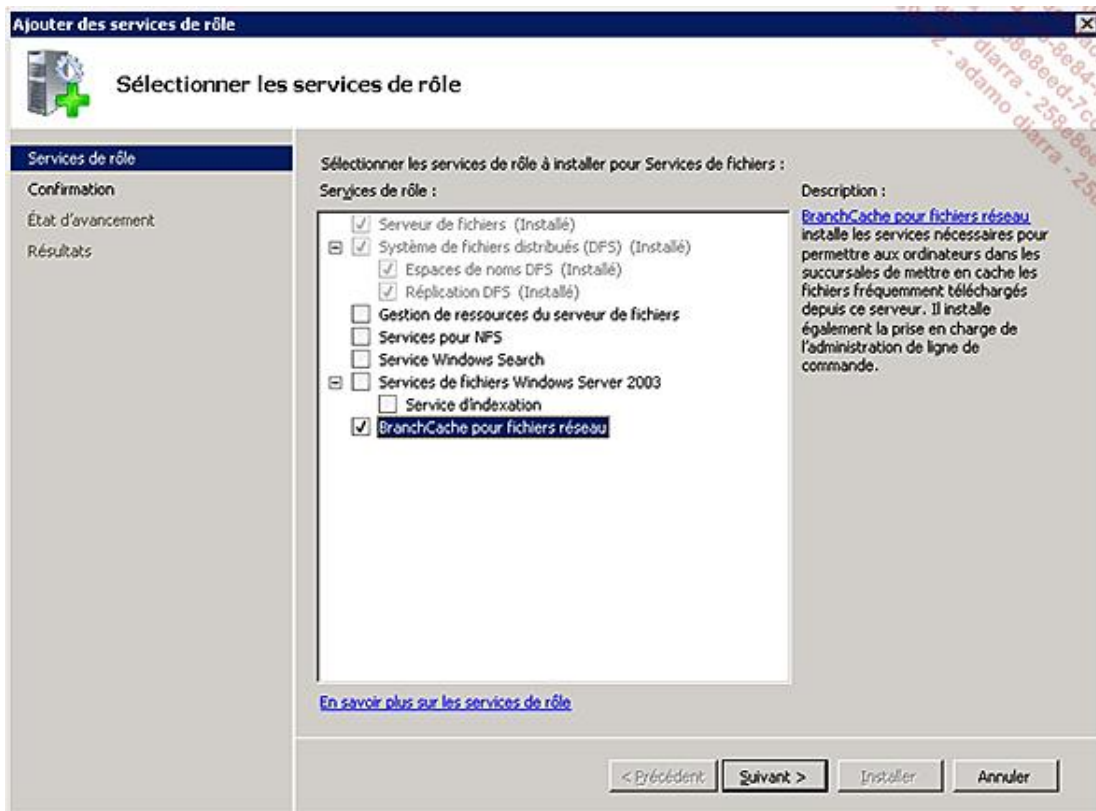 Ajouter des services de rôle
Sélectionner les services de rôle
Services de rôle
Confirmation
État d'avancement
Résultats
Sélectionner les services de rôle à installer pour Services de fichiers :
Services de rôle :
Serveur de fichiers (Installé)
Système de fichiers distribués (DFS) (Installé)
Espaces de noms DFS (Installé)
Réplication DFS (Installé)
Gestion de ressources du serveur de fichiers
Services pour NFS
Service Windows Search
Services de fichiers Windows Server 2003
Service d'indexation
BranchCache pour fichiers réseau
Description :
BranchCache pour fichiers réseau
installe les services nécessaires pour
permettre aux ordinateurs dans les
succursales de mettre en cache les
fichiers fréquemment téléchargés
depuis ce serveur. Il installe
également la prise en charge de
l'administration de ligne de
commande.
En savoir plus sur les services de rôle
< Précédent
Suivant >
Installer
Annuler
adamo diarra